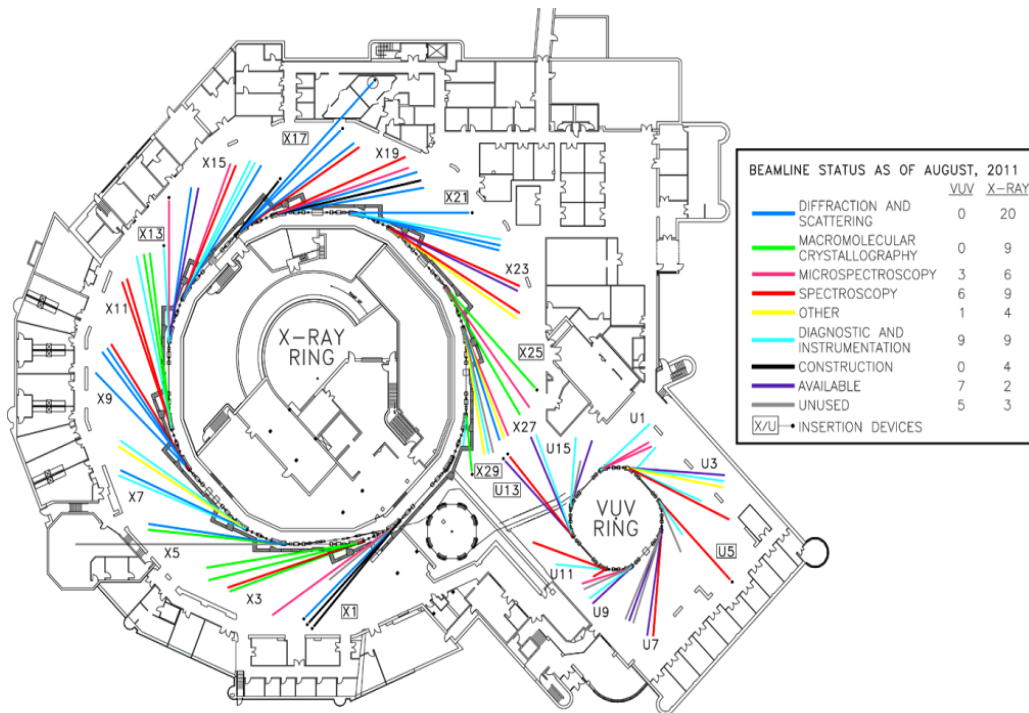 X17
X19
X15
X21
X13
X23
X11
X-RAY
RING
X25
X9
X27
U1
U15
U3
X29
U13
X7
VUV
RING
X5
U5
U11
X3
U9
X1
U7
BEAMLINE STATUS AS OF AUGUST, 2011
VUV X-RAY
DIFFRACTION AND
SCATTERING 0 20
MACROMOLECULAR
CRYSTALLOGRAPHY 0 9
MICROSPECTROSCOPY 3 6
SPECTROSCOPY 6 9
OTHER 1 4
DIAGNOSTIC AND
INSTRUMENTATION 9 9
CONSTRUCTION 0 4
AVAILABLE 7 2
UNUSED 5 3
X/U INSERTION DEVICES